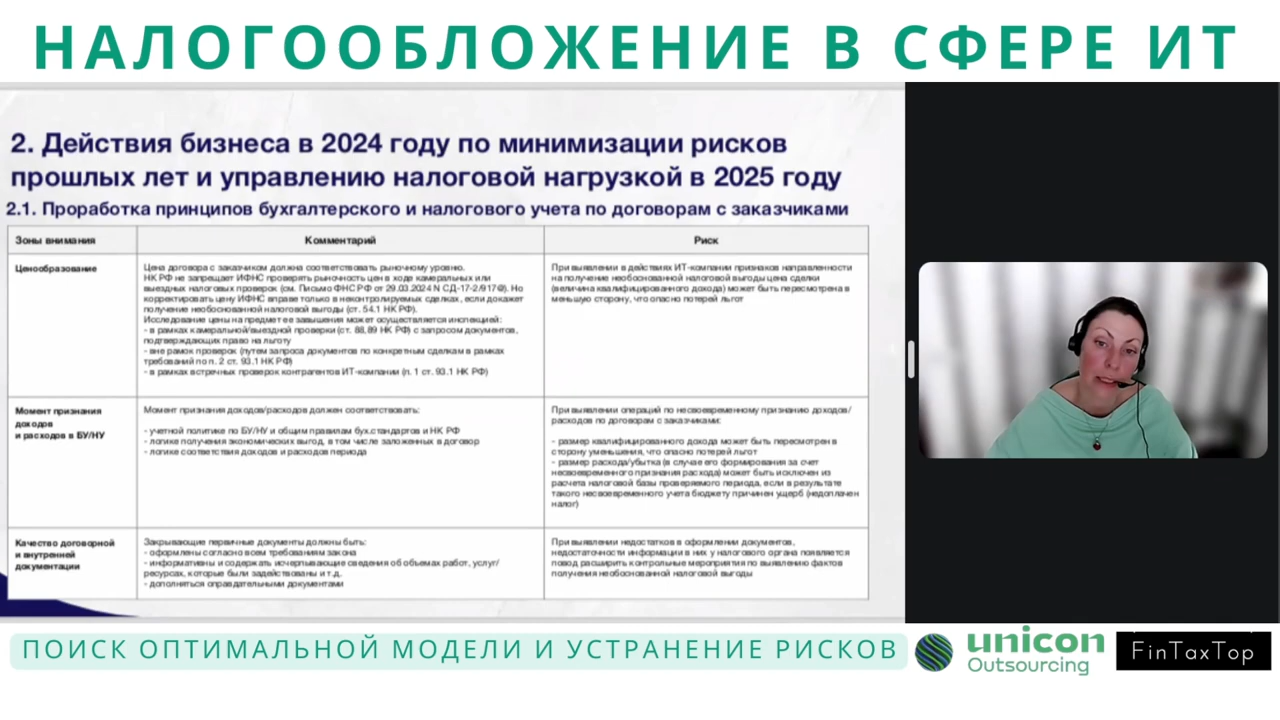 НАЛОГООБЛОЖЕНИЕ В СФЕРЕ ИТ
2. Действия бизнеса в 2024 году по минимизации рисков
прошлых лет и управлению налоговой нагрузкой в 2025 году
2.1. Проработка принципов бухгалтерского и налогового учета по договорам с заказчиками
Зоны внимания
Комментарий
Риск
Ценообразование
Цена договора с заказчиком должна соответствовать рыночному уровню.
НК РФ не запрещает ИФНС проверять рыночность цен в ходе камеральных или
выездных налоговых проверок (см. Письмо ФНС РФ от 29.03.2024 N СД-17-2/917@). Но
корректировать цену ИФНС вправе только в неконтролируемых сделках, если докажет
получение необоснованной налоговой выгоды (ст. 54.1 НК РФ).
Исследование цены на предмет ее завышения может осуществляется инспекцией:
- в рамках камеральной/выездной проверки (ст. 88,89 НК РФ) с запросом документов,
подтверждающих право на льготу
- вне рамок проверок (путем запроса документов по конкретным сделкам в рамках
требований по п. 2 ст. 93.1 НК РФ)
- в рамках встречных проверок контрагентов ИТ-компании (п. 1 ст. 93.1 НК РФ)
При выявлении в действиях ИТ-компании признаков направленности
на получение необоснованной налоговой выгоды цена сделки
(величина квалифицированного дохода) может быть пересмотрена в
меньшую сторону, что опасно потерей льгот
Момент признания
доходов
и расходов в БУ/НУ
Момент признания доходов/расходов должен соответствовать:
- учетной политике по БУ/НУ и общим правилам бух.стандартов и НК РФ
- логике получения экономических выгод, в том числе заложенных в договор
- логике соответствия доходов и расходов периода
При выявлении операций по несвоевременному признанию доходов/
расходов по договорам с заказчиками:
- размер квалифицированного дохода может быть пересмотрен в
сторону уменьшения, что опасно потерей льгот
- размер расхода/убытка (в случае его формирования за счет
несвоевременного признания расхода) может быть исключен из
расчета налоговой базы проверяемого периода, если в результате
такого несвоевременного учета бюджету причинен ущерб (недоплачен
налог)
Качество договорной
и внутренней
документации
Закрывающие первичные документы должны быть:
- оформлены согласно всем требованиям закона
- информативны и содержать исчерпывающие сведения об объемах работ, услуг/
ресурсах, которые были задействованы и т.д.
- дополняться оправдательными документами
При выявлении недостатков в оформлении документов,
недостаточности информации в них у налогового органа появляется
повод расширить контрольные мероприятия по выявлению фактов
получения необоснованной налоговой выгоды
ПОИСК ОПТИМАЛЬНОЙ МОДЕЛИ И УСТРАНЕНИЕ РИСКОВ
unicon
Outsourcing
FinTaxTop